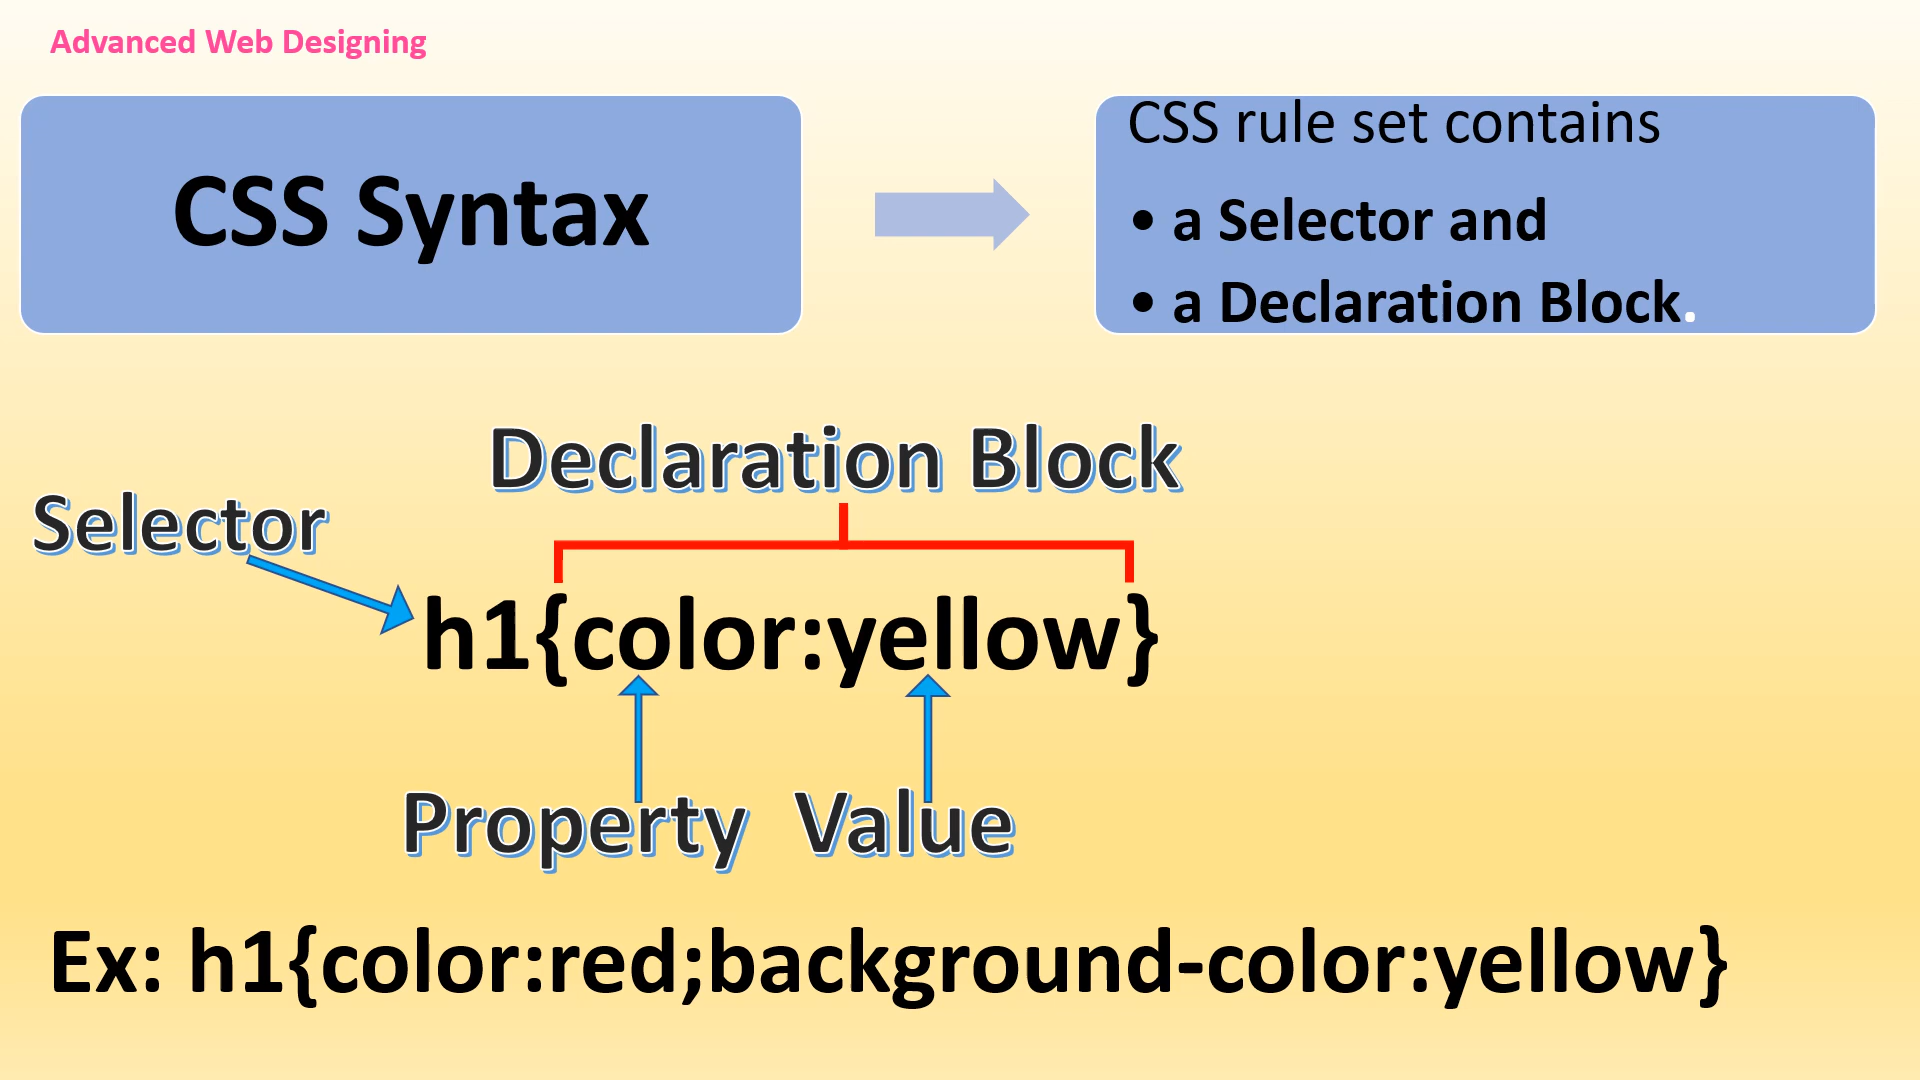 Advanced Web Designing
CSS Syntax
CSS rule set contains
• a Selector and
• a Declaration Block.
Declaration Block
Selector
h1{color:yellow}
Property Value
Ex: h1{color:red;background-color:yellow}